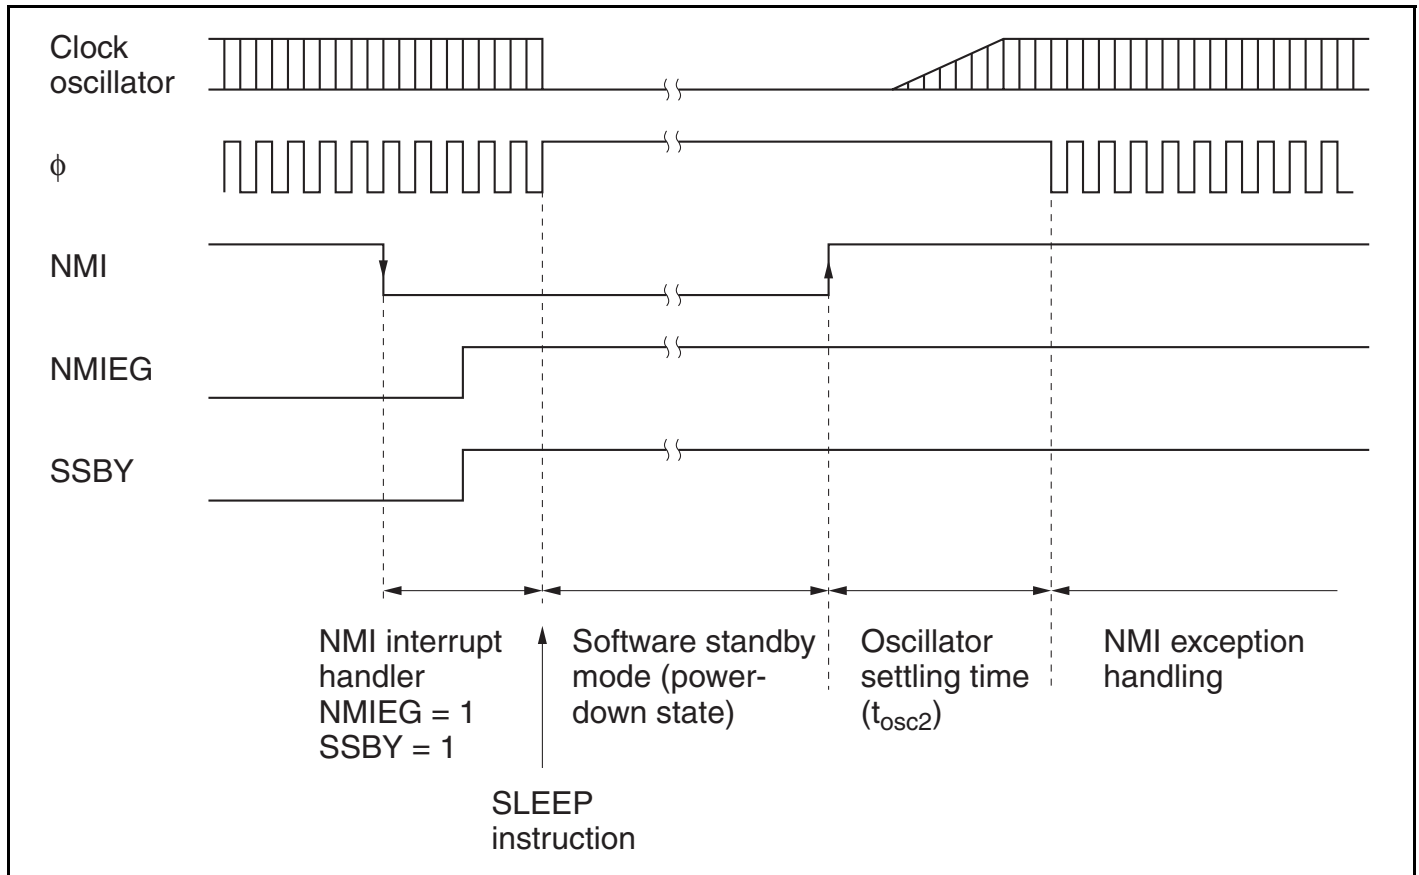 Clock
oscillator
ϕ
NMI
NMIEG
SSBY
NMI interrupt
handler
NMIEG = 1
SSBY = 1
Software standby
mode (power-
down state)
Oscillator
settling time
(tosc2)
NMI exception
handling
SLEEP
instruction